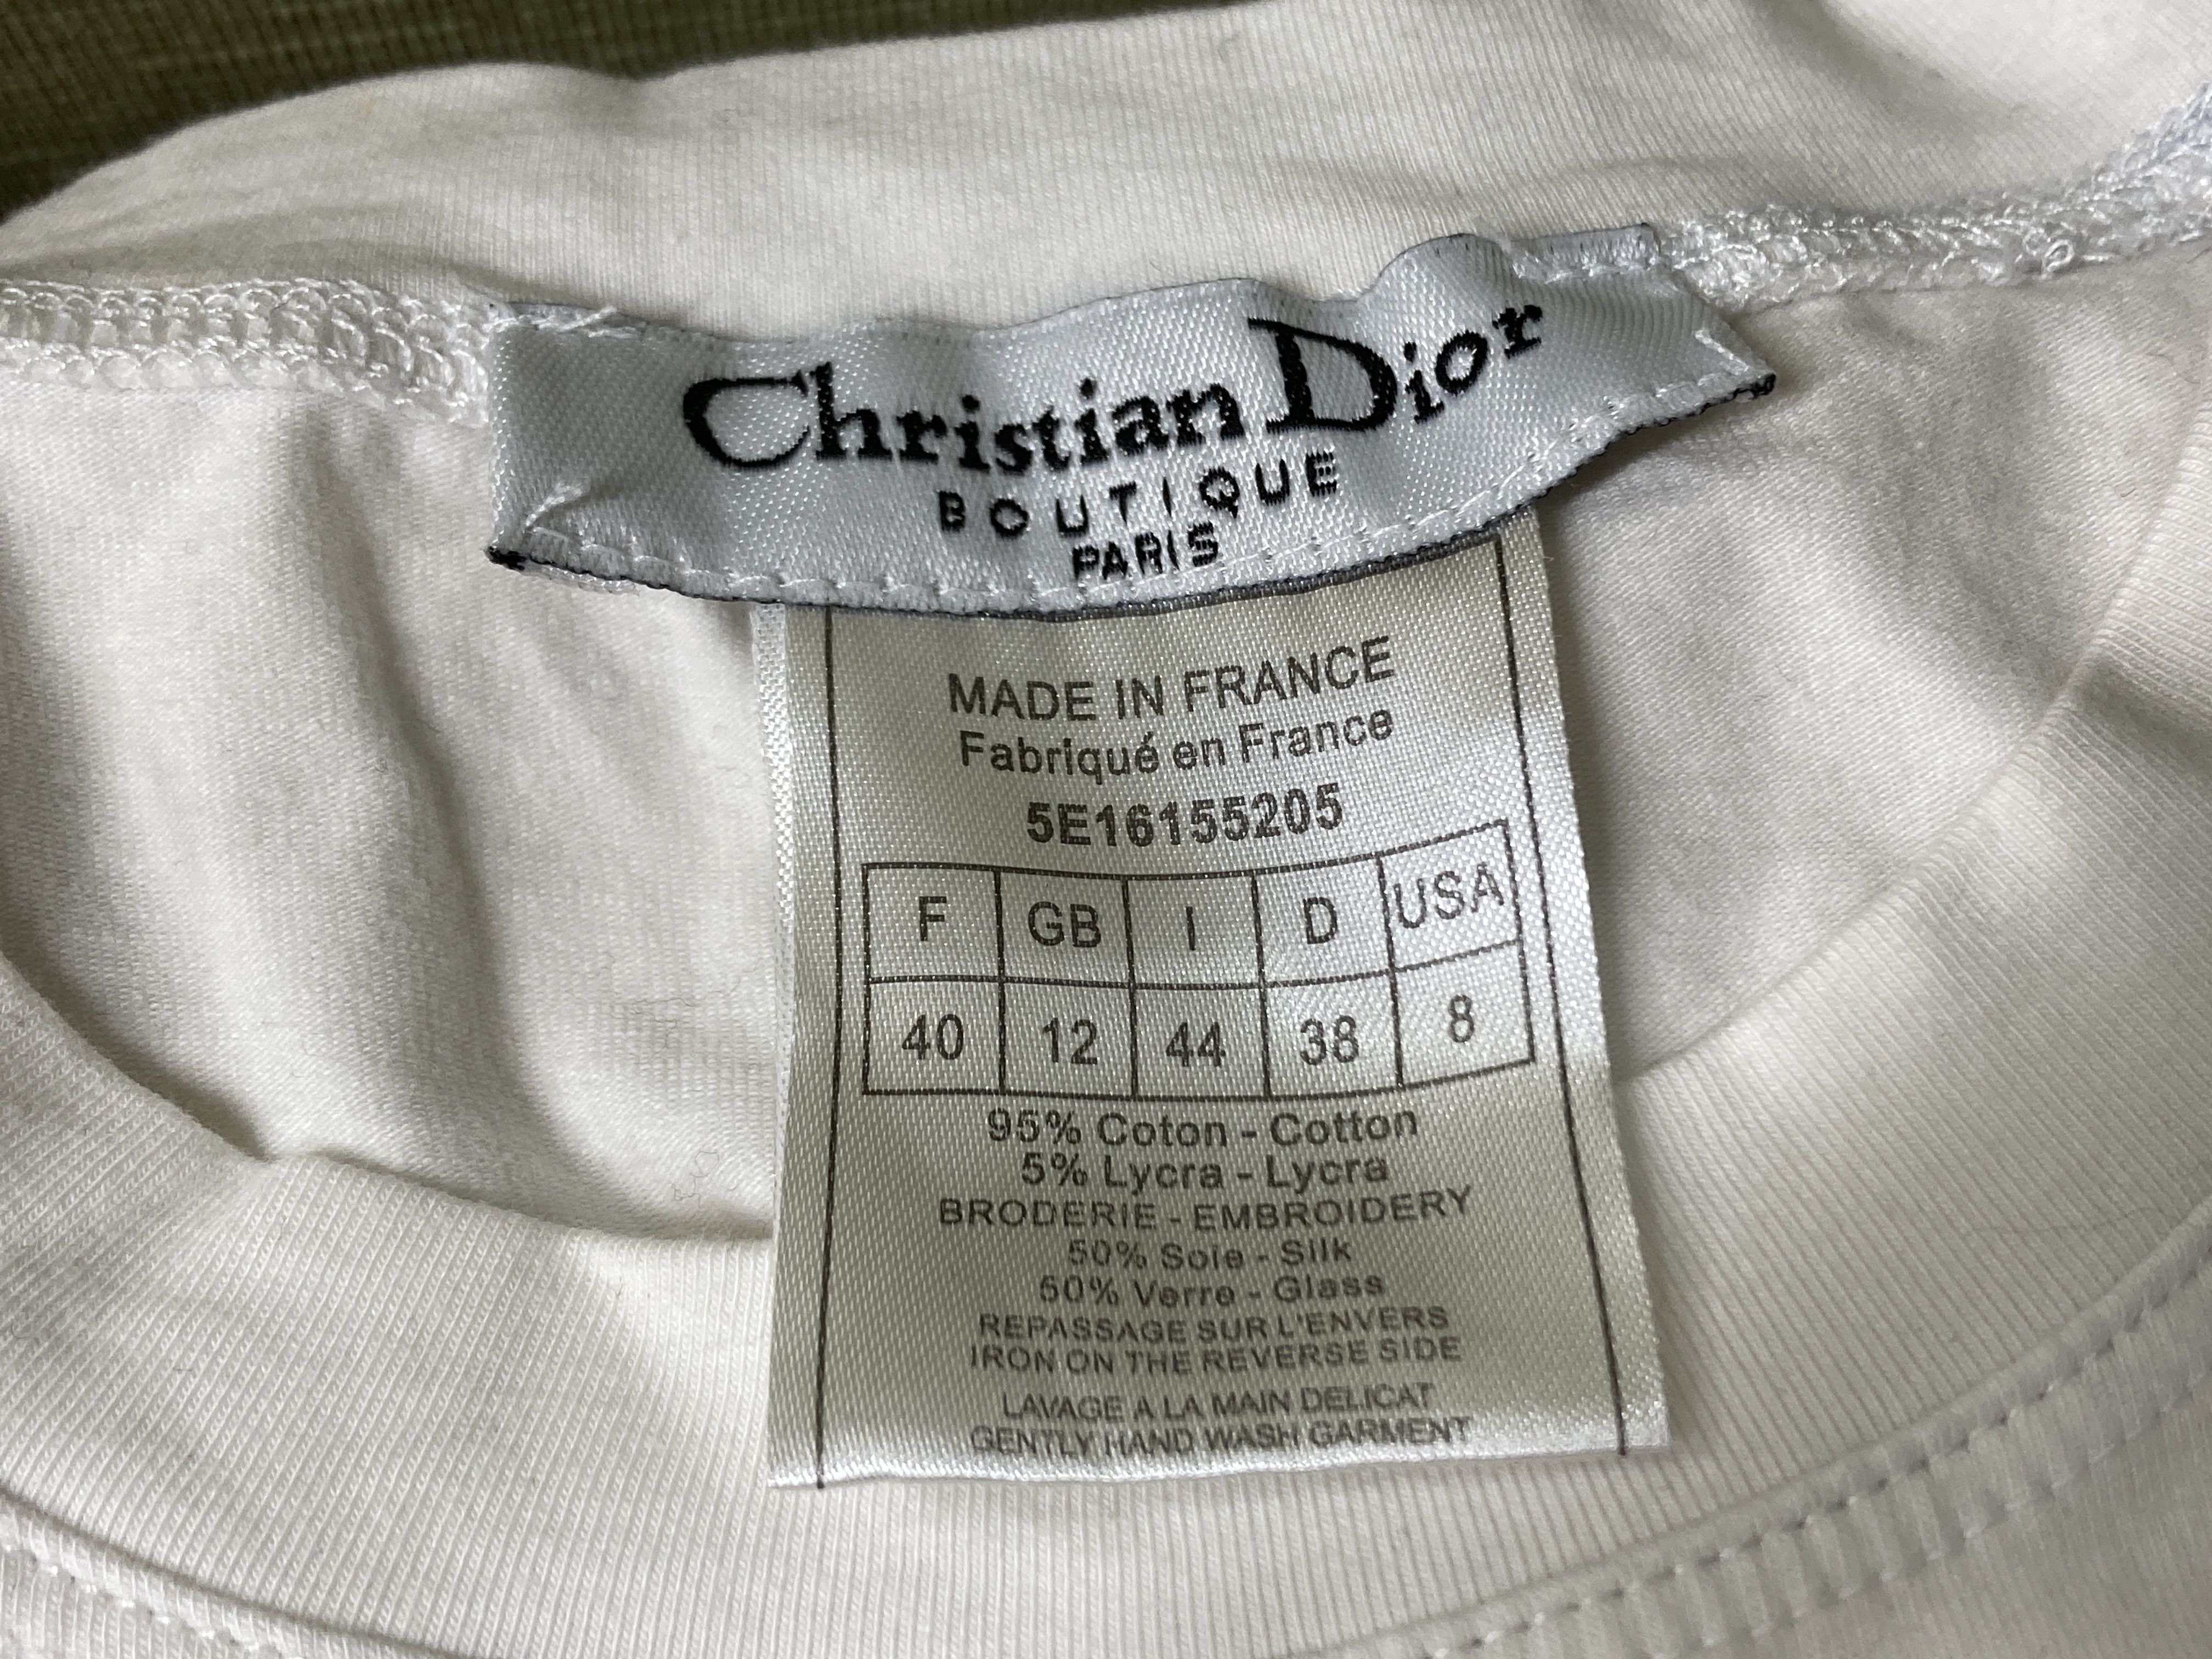 Christian Dior
BOUTIQUE
PARIS
MADE IN FRANCE
Fabriqué en France
5E16155205
F GB I D USA
40 12 44 38 8
95% Coton - Cotton
5% Lycra - Lycra
BRODERIE - EMBROIDERY
50% Soie - Silk
50% Verre - Glass
REPASSAGE SUR L'ENVERS
IRON ON THE REVERSE SIDE
LAVAGE A LA MAIN DELICAT
GENTLY HAND WASH GARMENT